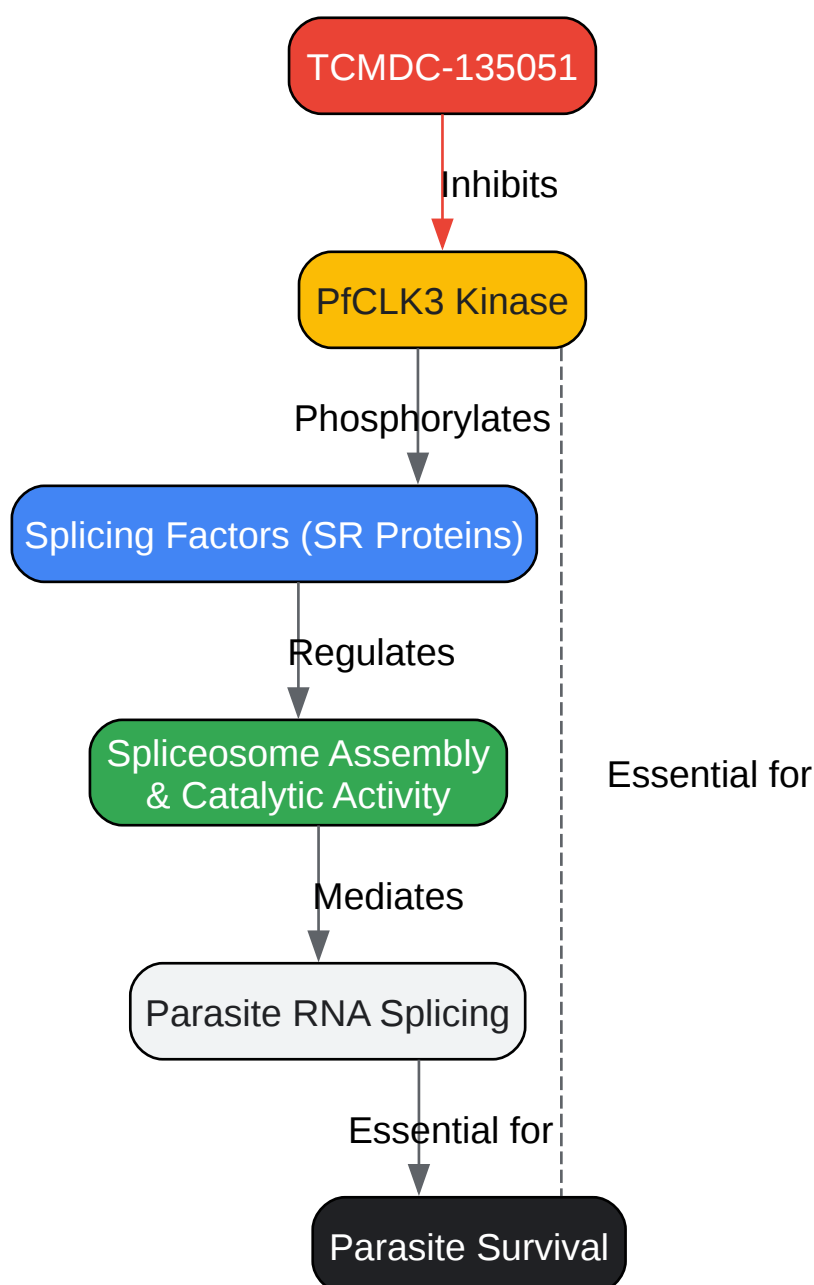 TCMDC-135051
Inhibits
PfCLK3 Kinase
Phosphorylates
Splicing Factors (SR Proteins)
Regulates
Spliceosome Assembly
& Catalytic Activity
Essential for
Mediates
Parasite RNA Splicing
Essential for
Parasite Survival